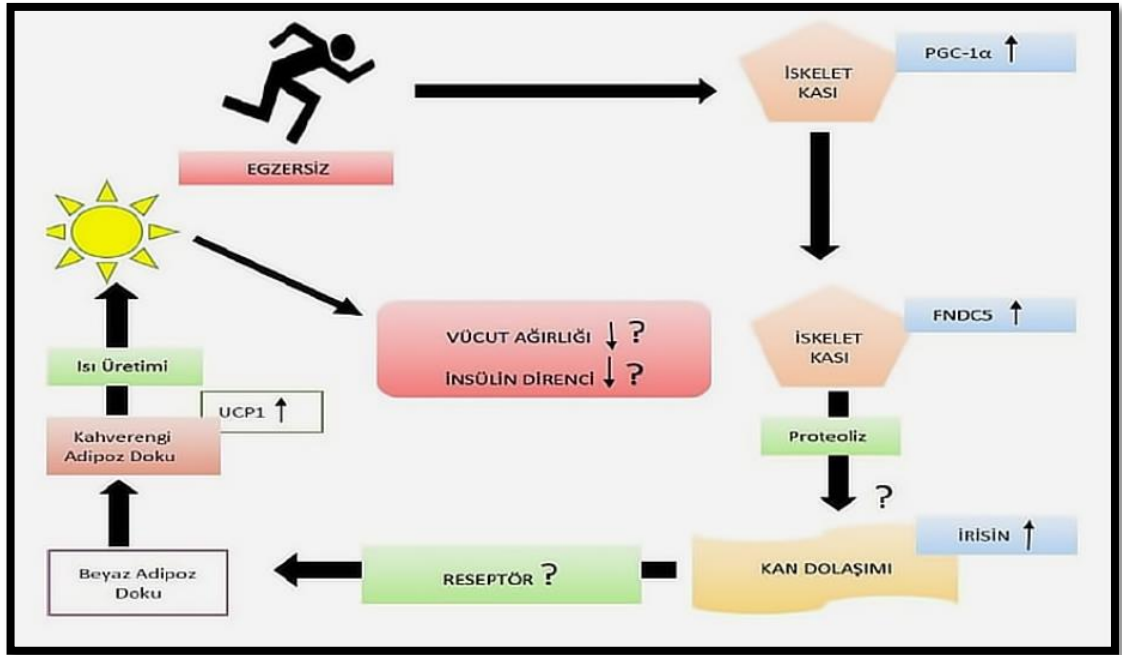 EGZERSİZ
İSKELET
KASI
PGC-1α ↑
İSKELET
KASI
FNDC5 ↑
Proteoliz
?
KAN DOLAŞIMI
İRİSİN ↑
RESEPTÖR ?
Beyaz Adipoz
Doku
Kahverengi
Adipoz Doku
UCP1 ↑
Isı Üretimi
VÜCUT AĞIRLIĞI ↓ ?
İNSÜLİN DİRENCİ ↓ ?